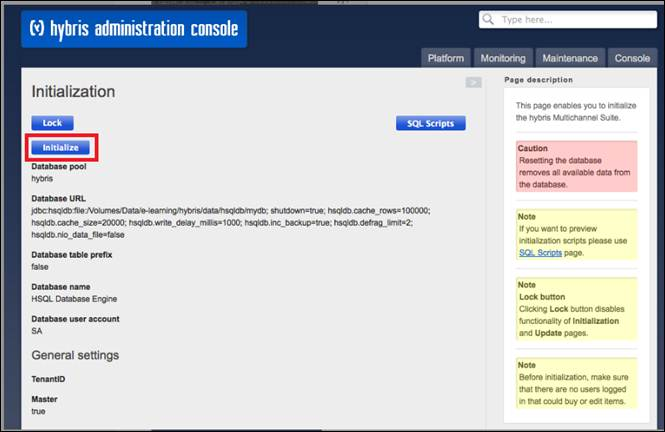 (y) hybris administration console
Type here...
Platform
Monitoring
Maintenance
Console
Initialization
>
Lock
SQL Scripts
Initialize
Database pool
hybris
Database URL
jdbc:hsqldb:file:/Volumes/Data/e-learning/hybris/data/hsqldb/mydb; shutdown=true; hsqldb.cache_rows=100000;
hsqldb.cache_size=20000; hsqldb.write_delay_millis=1000; hsqldb.inc_backup=true; hsqldb.defrag_limit=2;
hsqldb.nio_data_file=false
Database table prefix
false
Database name
HSQL Database Engine
Database user account
SA
General settings
TenantID
Master
true
Page description
This page enables you to initialize
the hybris Multichannel Suite.
Caution
Resetting the database
removes all available data from
the database.
Note
If you want to preview
initialization scripts please use
SQL Scripts page.
Note
Lock button
Clicking Lock button disables
functionality of Initialization
and Update pages.
Note
Before initialization, make sure
that there are no users logged
in that could buy or edit items.